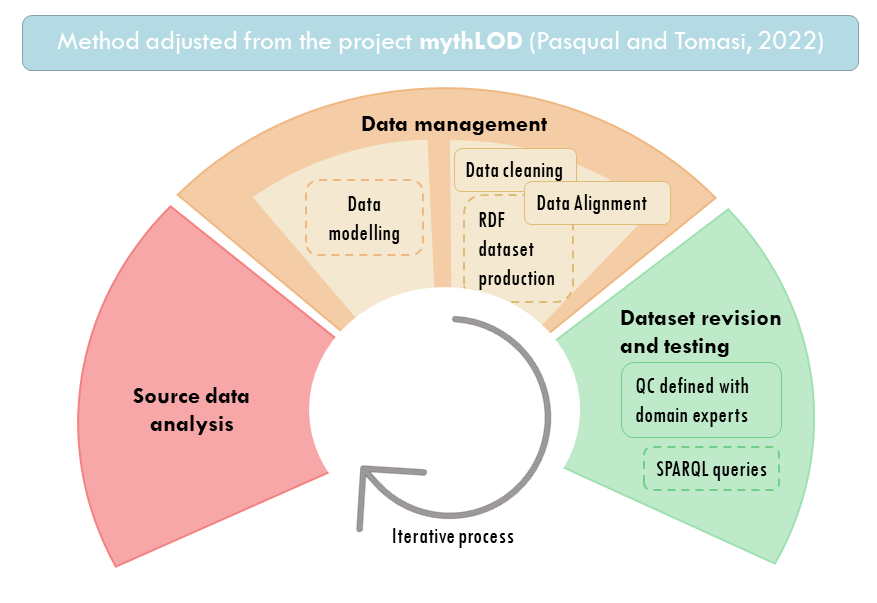 Method adjusted from the project mythLOD (Pasqual and Tomasi, 2022)
Data management
Data
modelling
Data cleaning
Data Alignment
RDF
dataset
production
Source data
analysis
Dataset revision
and testing
QC defined with
domain experts
SPARQL queries
Iterative process